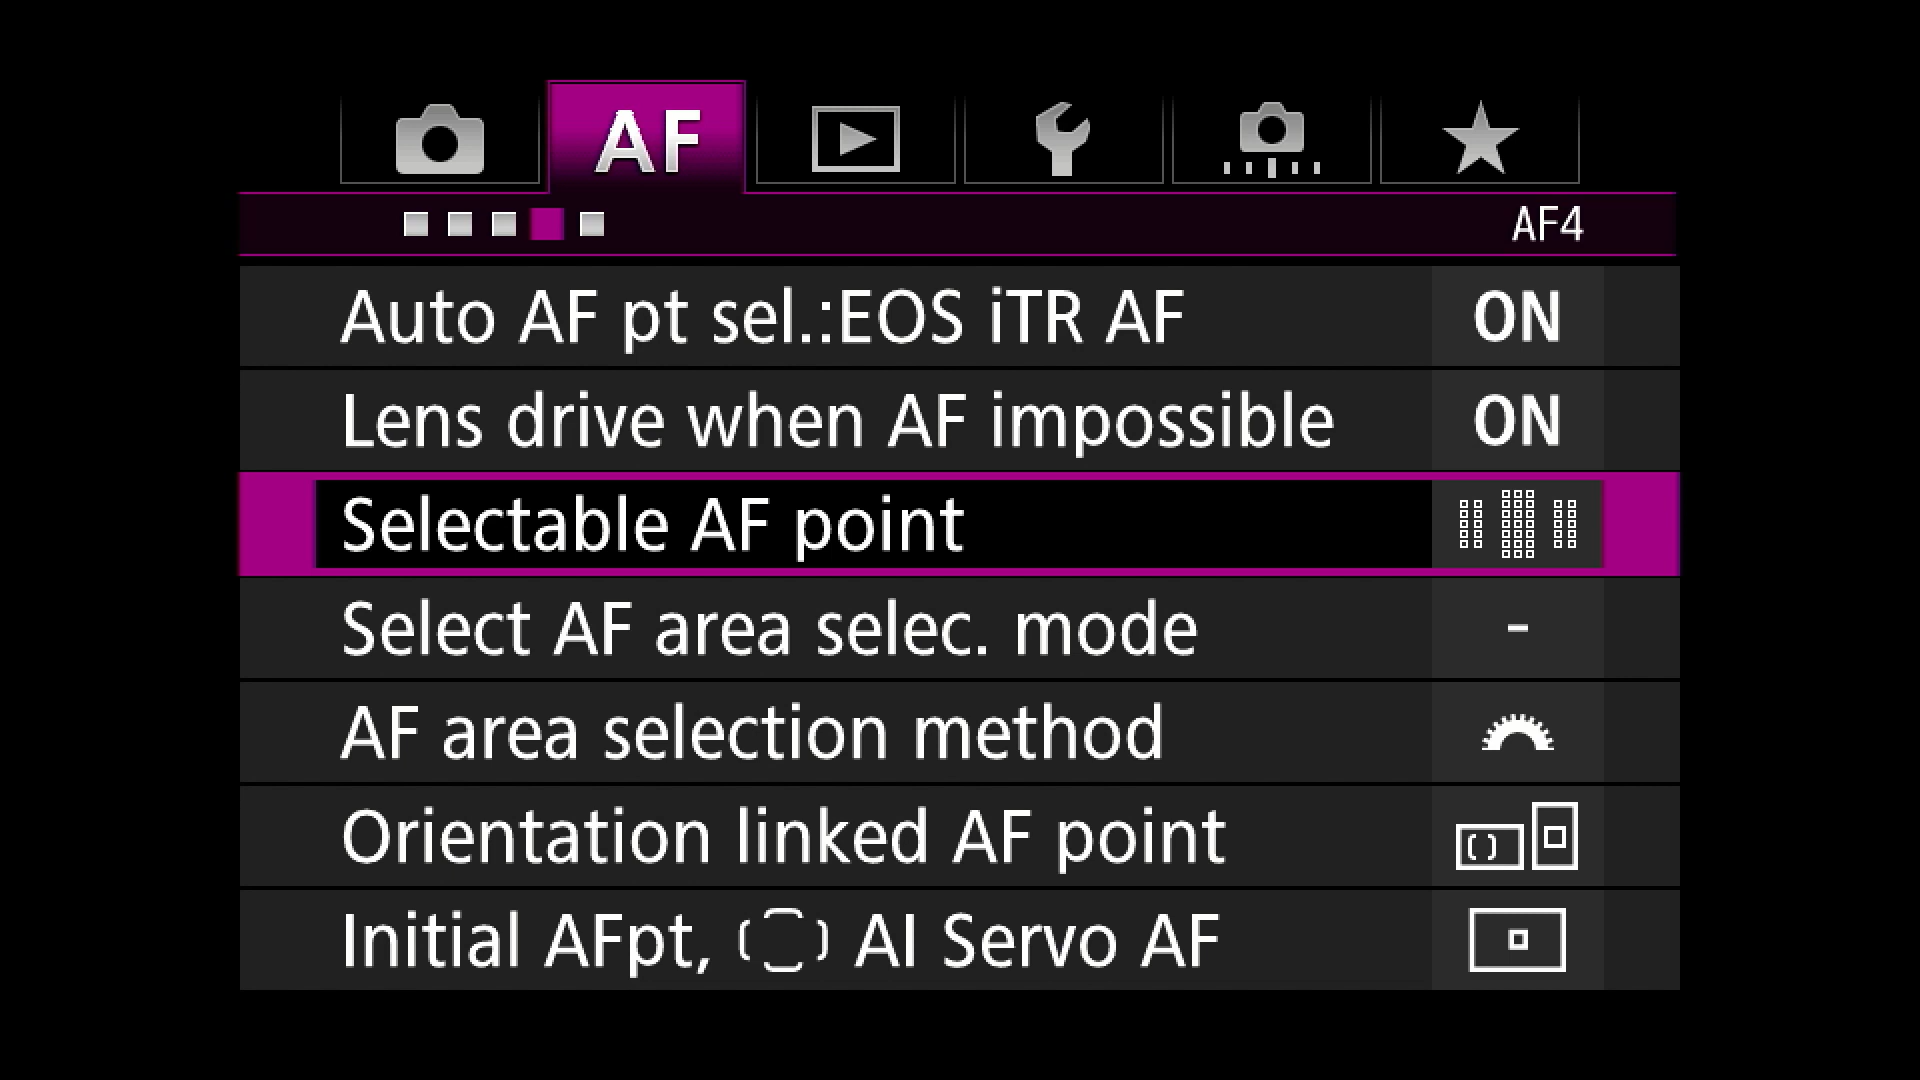 AF
AF4
Auto AF pt sel.:EOS iTR AF ON
Lens drive when AF impossible ON
Selectable AF point
Select AF area selec. mode -
AF area selection method
Orientation linked AF point
Initial AFpt, AI Servo AF